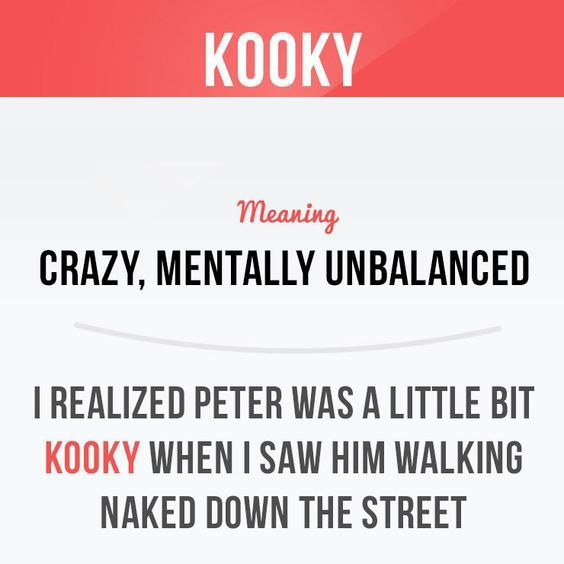 KOOKY
Meaning
CRAZY, MENTALLY UNBALANCED
I REALIZED PETER WAS A LITTLE BIT
KOOKY WHEN I SAW HIM WALKING
NAKED DOWN THE STREET